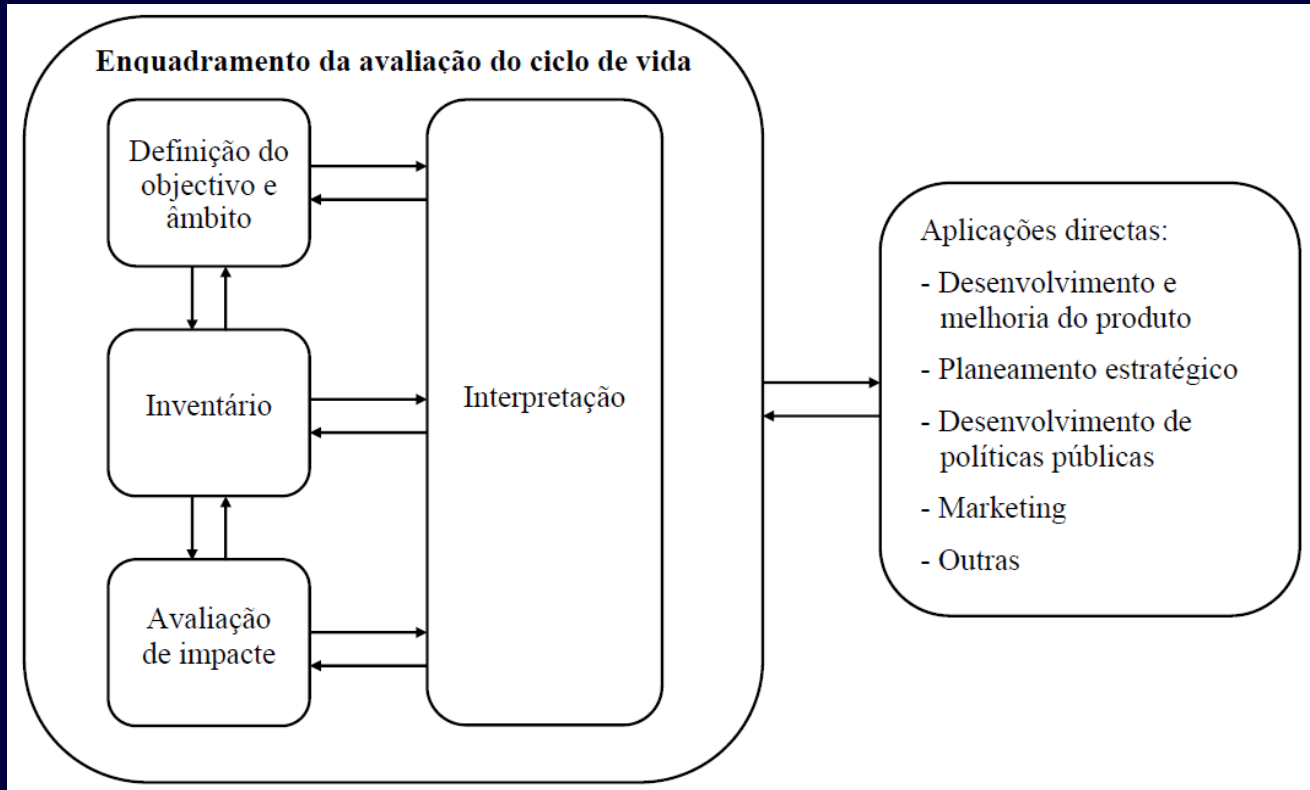 Enquadramento da avaliação do ciclo de vida
Definição do
objectivo e
âmbito
Inventário
Avaliação
de impacte
Interpretação
Aplicações directas:
- Desenvolvimento e
melhoria do produto
- Planeamento estratégico
- Desenvolvimento de
políticas públicas
- Marketing
- Outras